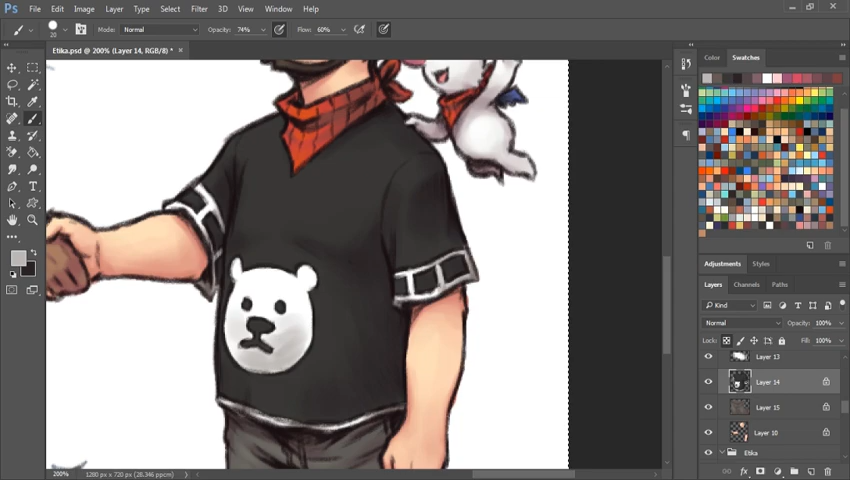 Ps File Edit Image Layer Type Select Filter 3D View Window Help
20 Mode: Normal Opacity: 74% Flow: 60%
Etika.psd @ 200% (Layer 14, RGB/8) * ×
Color Swatches
Adjustments Styles
Layers Channels Paths
Kind
Normal Opacity: 100%
Lock: Fill: 100%
Layer 13
Layer 14
Layer 15
Layer 10
Etika
200% 1280 px x 720 px (28.346 ppcm)
fx